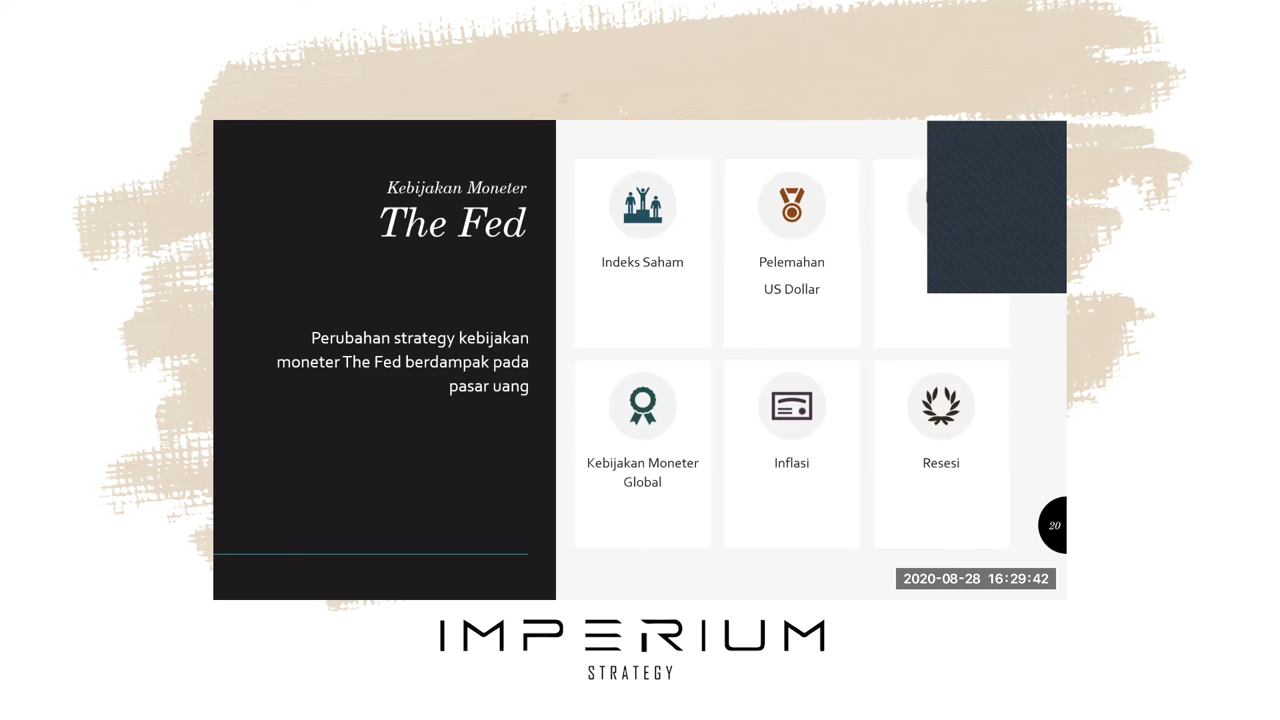 Kebijakan Moneter
The Fed
Perubahan strategy kebijakan
moneter The Fed berdampak pada
pasar uang
Indeks Saham
Pelemahan
US Dollar
Kebijakan Moneter
Global
Inflasi
Resesi
20
2020-08-28 16:29:42
IMPERIUM
STRATEGY